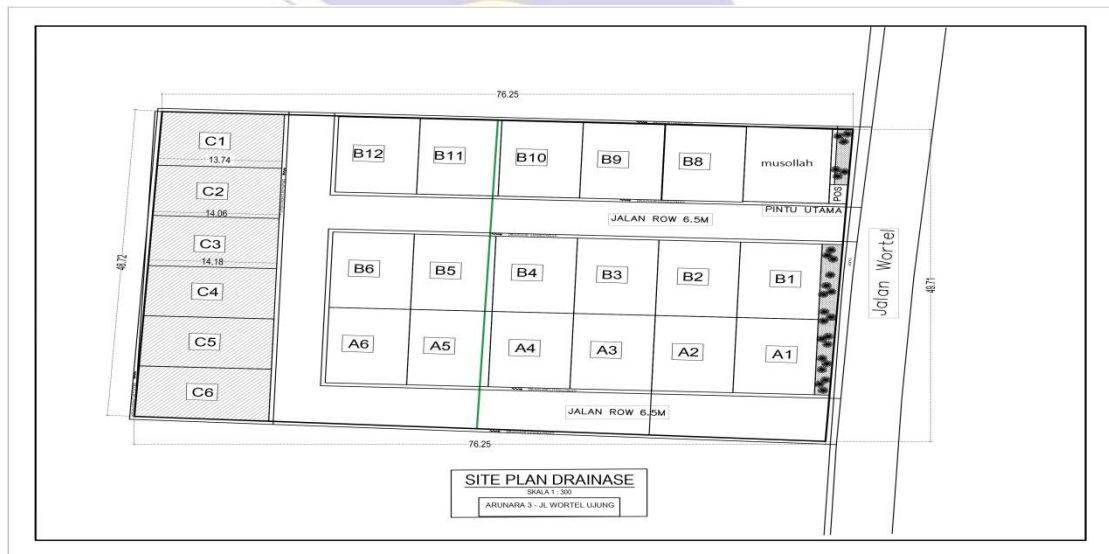 76.25
C1
13.74
C2
14.06
C3
14.18
C4
C5
C6
48.72
B12
B11
B10
B9
B8
musollah
POS
PINTU UTAMA
JALAN ROW 6.5M
B6
B5
B4
B3
B2
B1
A6
A5
A4
A3
A2
A1
JALAN ROW 6.5M
Jalan Wortel
49.71
76.25
SITE PLAN DRAINASE
SKALA 1 : 300
ARUNARA 3 - JL WORTEL UJUNG